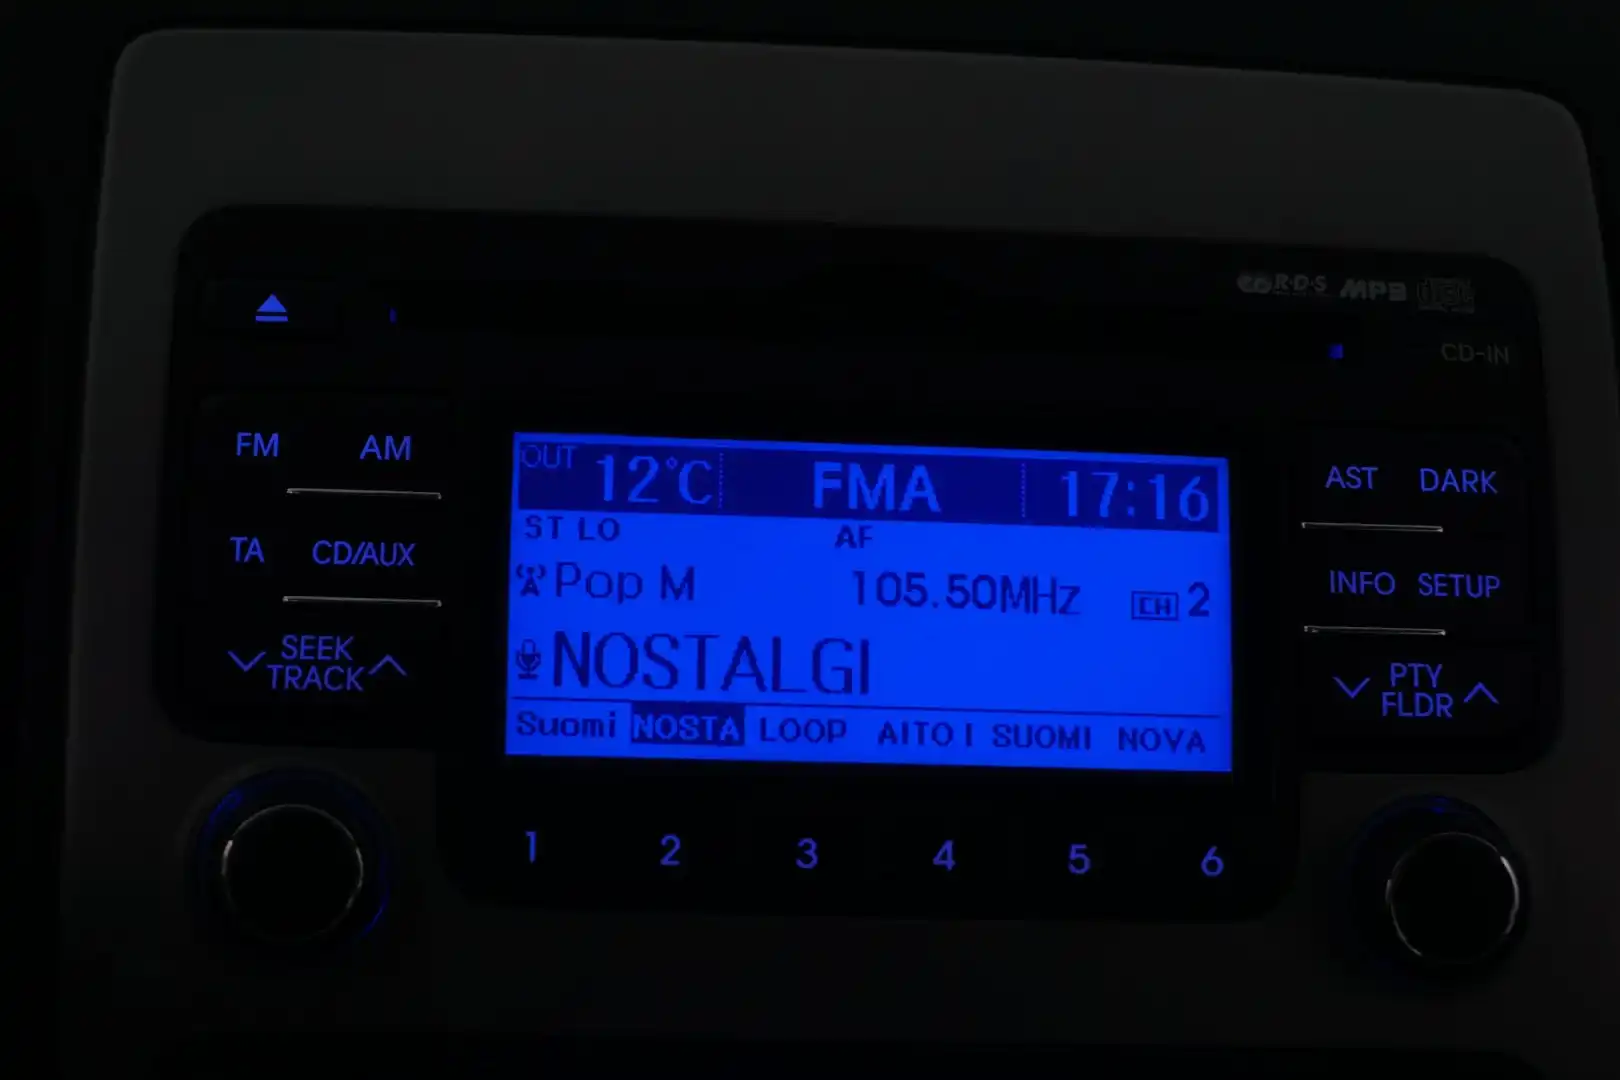 R·D·S MP3
CD-IN
FM AM
TA CD/AUX
SEEK
TRACK
OUT 12°C FMA 17:16
ST LO AF
Pop M 105.50MHz CH 2
NOSTALGI
Suomi NOSTA LOOP AITO I SUOMI NOVA
AST DARK
INFO SETUP
PTY
FLDR
1 2 3 4 5 6